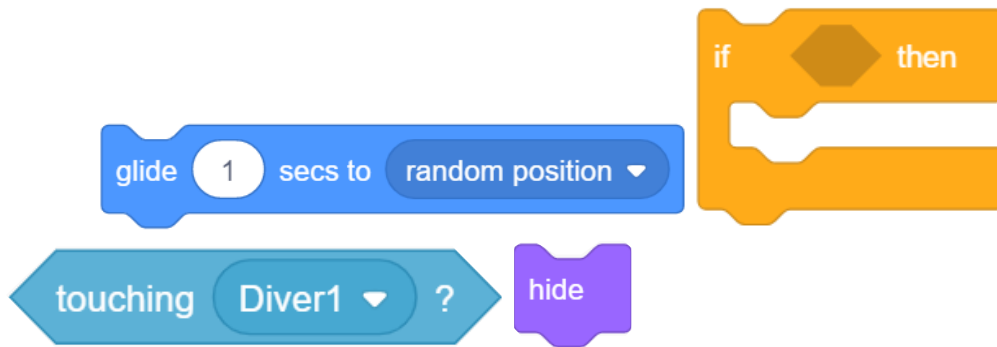 if then
glide 1 secs to random position
touching Diver1 ?
hide